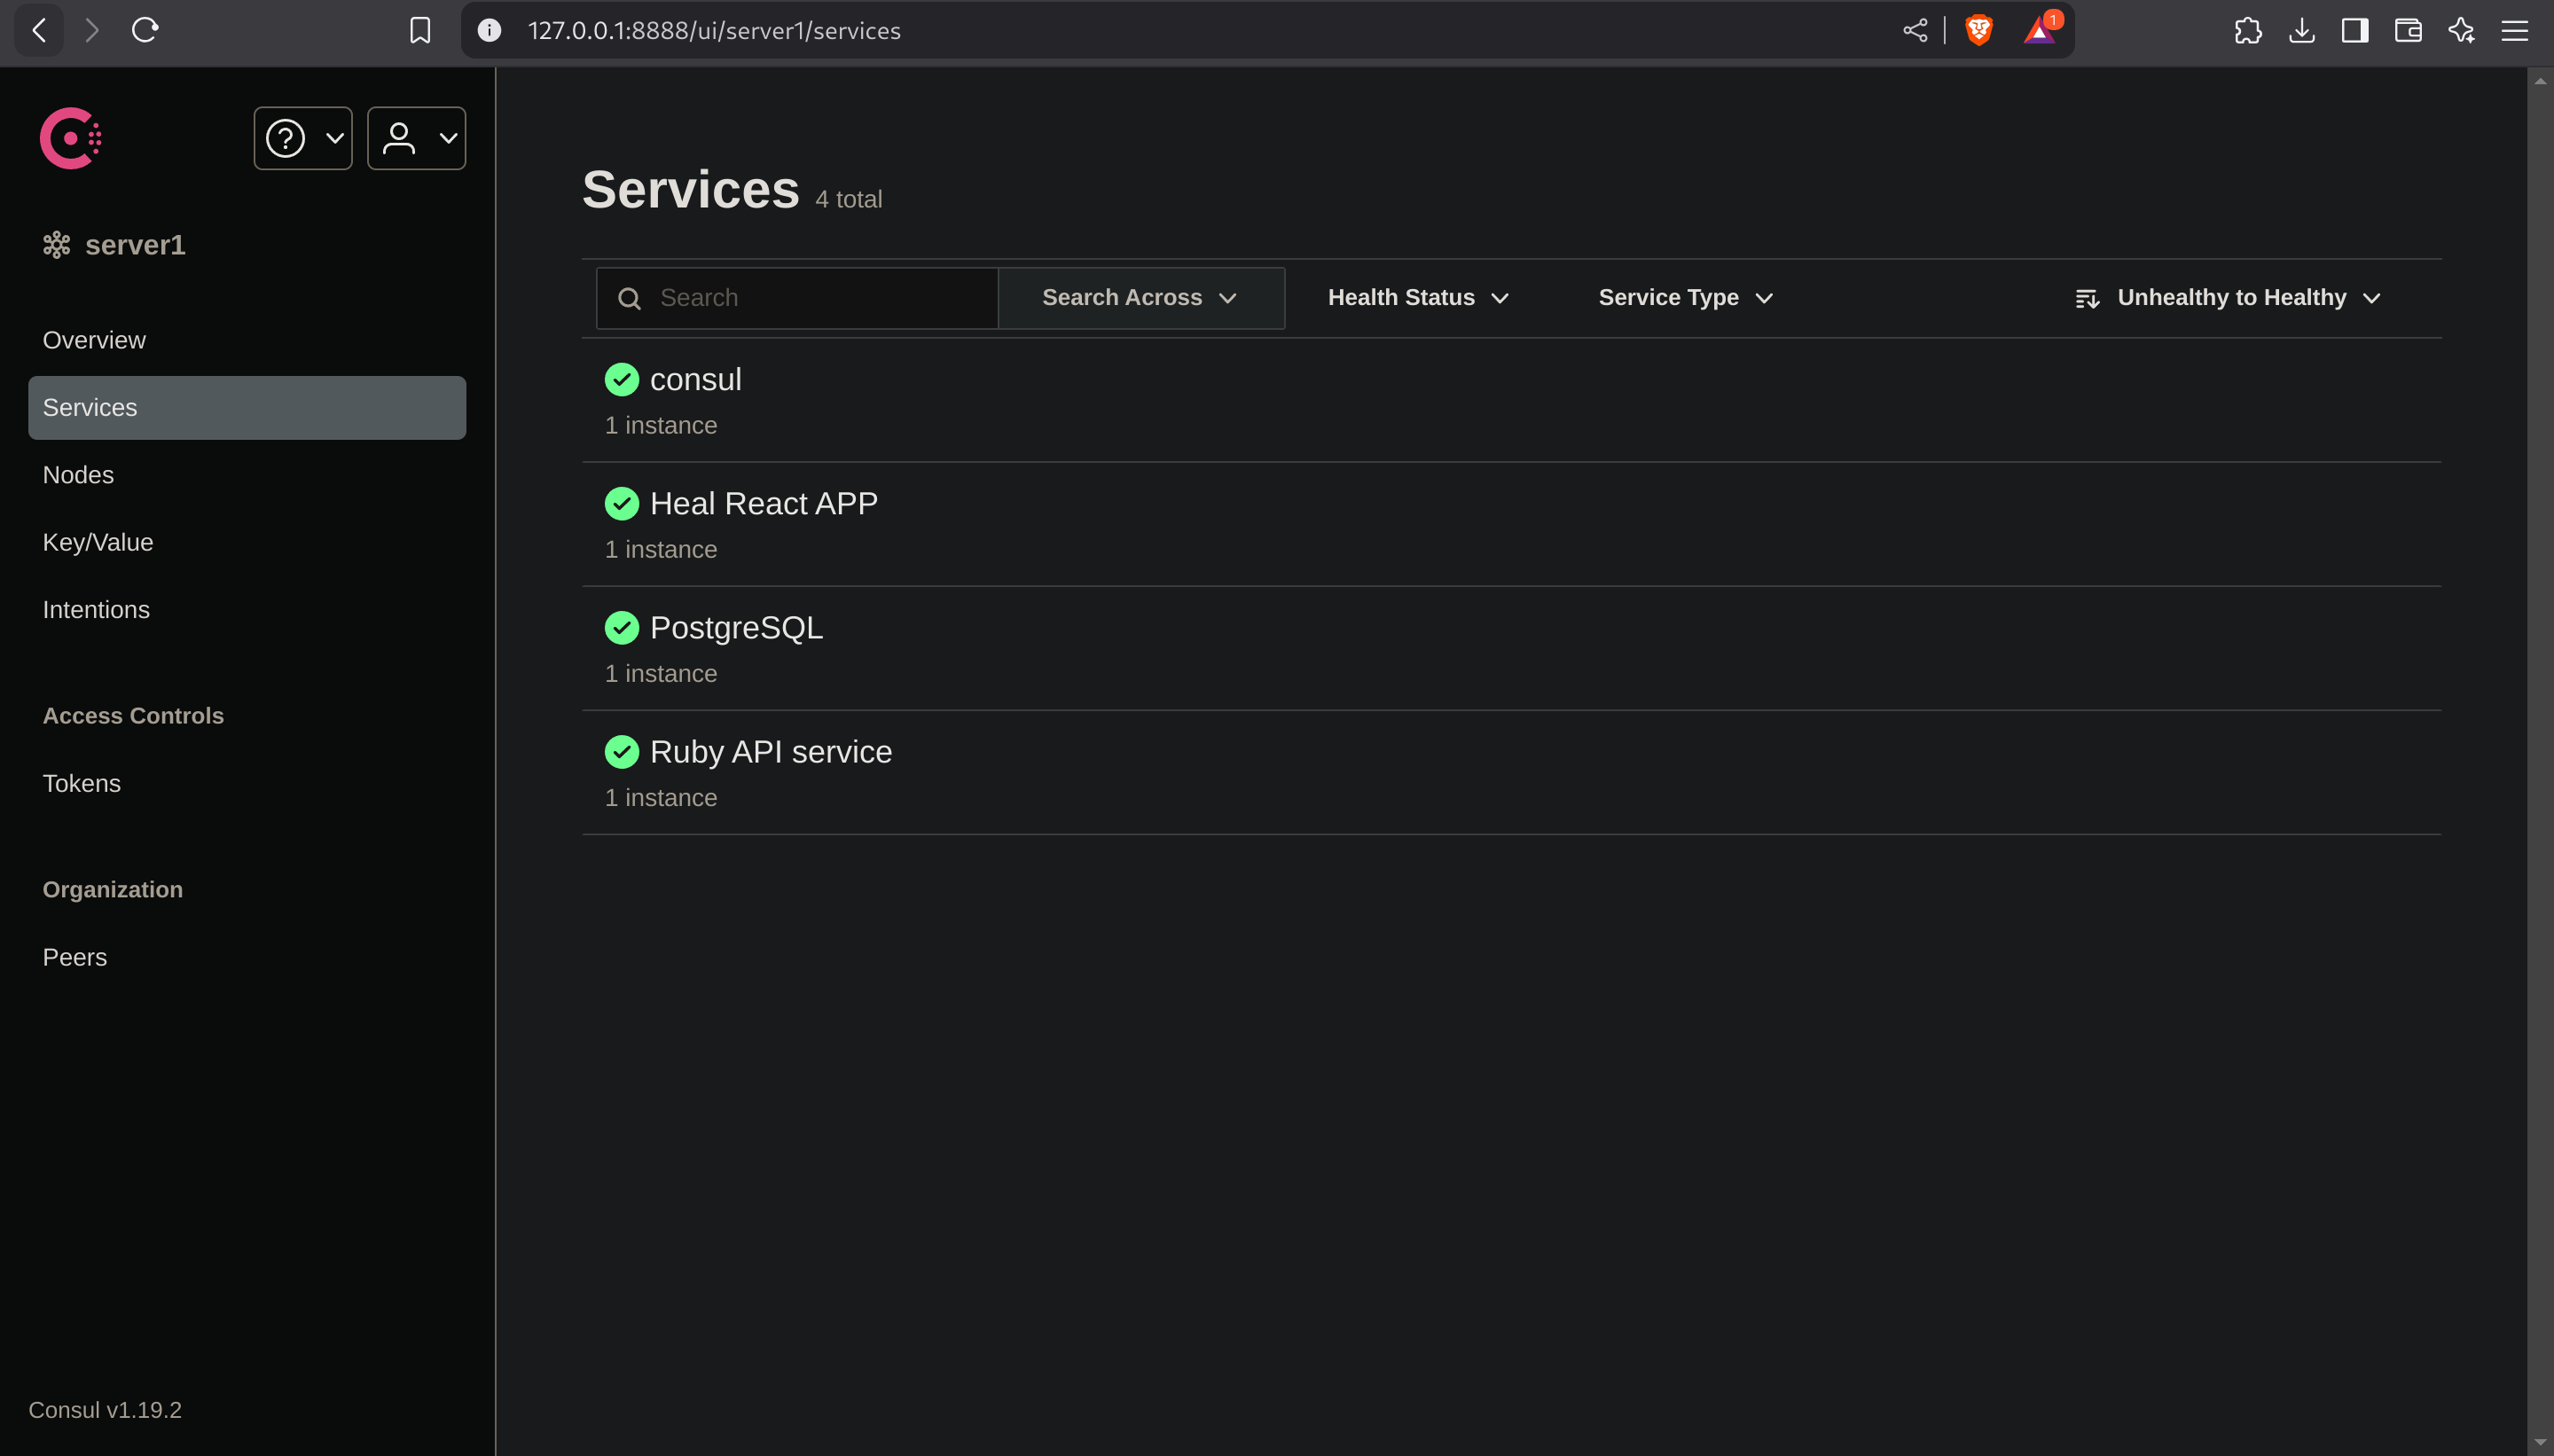 127.0.0.1:8888/ui/server1/services
1
server1
Overview
Services
Nodes
Key/Value
Intentions
Access Controls
Tokens
Organization
Peers
Consul v1.19.2
Services 4 total
Search
Search Across
Health Status
Service Type
Unhealthy to Healthy
consul
1 instance
Heal React APP
1 instance
PostgreSQL
1 instance
Ruby API service
1 instance